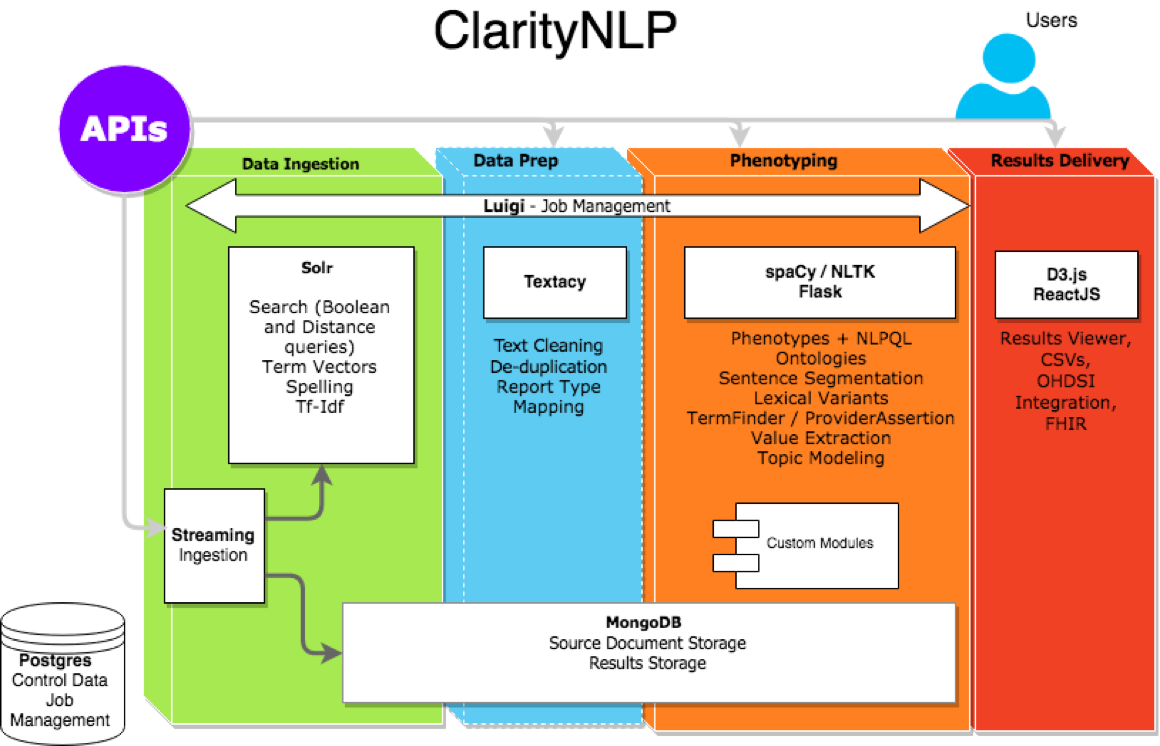 ClarityNLP
Users
APIs
Data Ingestion
Data Prep
Phenotyping
Results Delivery
Luigi - Job Management
Solr
Search (Boolean
and Distance
queries)
Term Vectors
Spelling
Tf-Idf
Textacy
Text Cleaning
De-duplication
Report Type
Mapping
spaCy / NLTK
Flask
Phenotypes + NLPQL
Ontologies
Sentence Segmentation
Lexical Variants
TermFinder / ProviderAssertion
Value Extraction
Topic Modeling
D3.js
ReactJS
Results Viewer,
CSVs,
OHDSI
Integration,
FHIR
Streaming
Ingestion
Custom Modules
MongoDB
Source Document Storage
Results Storage
Postgres
Control Data
Job
Management